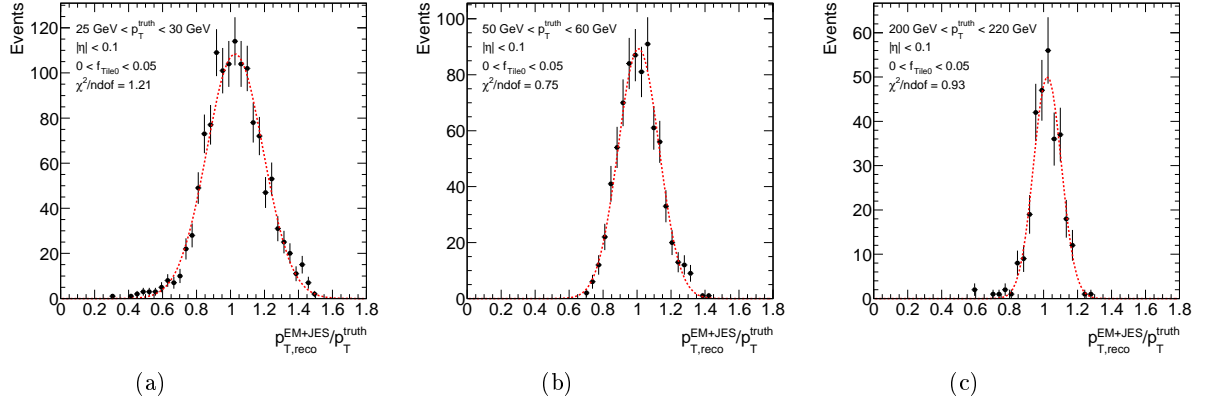 Events
120
100
80
60
40
20
0
25 GeV < p_T^truth < 30 GeV
|η| < 0.1
0 < f_Tile0 < 0.05
χ²/ndof = 1.21
0 0.2 0.4 0.6 0.8 1 1.2 1.4 1.6 1.8
p_T,reco^EM+JES/p_T^truth
(a)
Events
100
80
60
40
20
0
50 GeV < p_T^truth < 60 GeV
|η| < 0.1
0 < f_Tile0 < 0.05
χ²/ndof = 0.75
0 0.2 0.4 0.6 0.8 1 1.2 1.4 1.6 1.8
p_T,reco^EM+JES/p_T^truth
(b)
Events
60
50
40
30
20
10
0
200 GeV < p_T^truth < 220 GeV
|η| < 0.1
0 < f_Tile0 < 0.05
χ²/ndof = 0.93
0 0.2 0.4 0.6 0.8 1 1.2 1.4 1.6 1.8
p_T,reco^EM+JES/p_T^truth
(c)